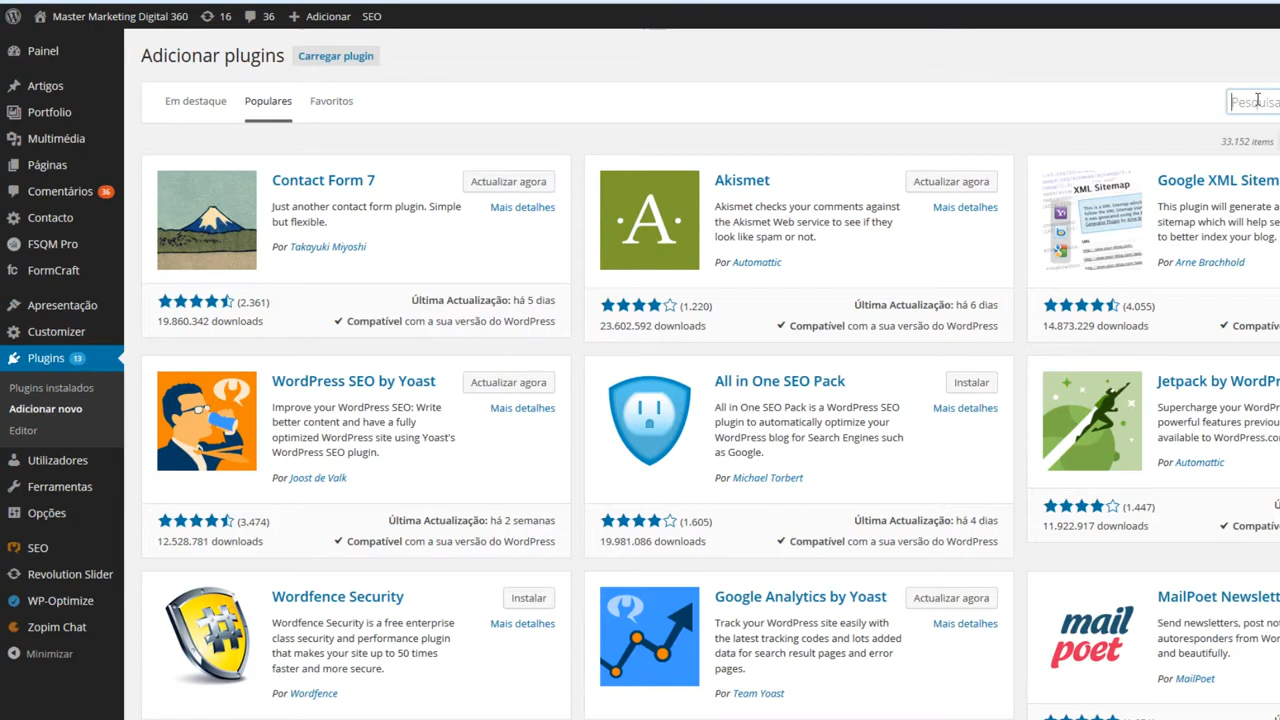 Master Marketing Digital 360 16 36 Adicionar SEO
Painel
Artigos
Portfolio
Multimédia
Páginas
Comentários 36
Contacto
FSQM Pro
FormCraft
Apresentação
Customizer
Plugins 13
Plugins instalados
Adicionar novo
Editor
Utilizadores
Ferramentas
Opções
SEO
Revolution Slider
WP-Optimize
Zopim Chat
Minimizar
Adicionar plugins Carregar plugin
Em destaque Populares Favoritos Pesquisa
33.152 items
Contact Form 7
Actualizar agora
Mais detalhes
Just another contact form plugin. Simple
but flexible.
Por Takayuki Miyoshi
(2.361)
19.860.342 downloads
Última Actualização: há 5 dias
Compatível com a sua versão do WordPress
A
Akismet
Actualizar agora
Mais detalhes
Akismet checks your comments against
the Akismet Web service to see if they
look like spam or not.
Por Automattic
(1.220)
23.602.592 downloads
Última Actualização: há 6 dias
Compatível com a sua versão do WordPress
XML Sitemap
Google XML Sitem
This plugin will generate a
sitemap which will help se
to better index your blog.
Por Arne Brachhold
(4.055)
14.873.229 downloads
Compatív
WordPress SEO by Yoast
Actualizar agora
Mais detalhes
Improve your WordPress SEO: Write
better content and have a fully
optimized WordPress site using Yoast's
WordPress SEO plugin.
Por Joost de Valk
(3.474)
12.528.781 downloads
Última Actualização: há 2 semanas
Compatível com a sua versão do WordPress
All in One SEO Pack
Instalar
Mais detalhes
All in One SEO Pack is a WordPress SEO
plugin to automatically optimize your
WordPress blog for Search Engines such
as Google.
Por Michael Torbert
(1.605)
19.981.086 downloads
Última Actualização: há 4 dias
Compatível com a sua versão do WordPress
Jetpack by WordPr
Supercharge your WordPr
powerful features previou
available to WordPress.co
Por Automattic
(1.447)
11.922.917 downloads
Compatív
Wordfence Security
Instalar
Mais detalhes
Wordfence Security is a free enterprise
class security and performance plugin
that makes your site up to 50 times
faster and more secure.
Por Wordfence
Google Analytics by Yoast
Actualizar agora
Mais detalhes
Track your WordPress site easily with
the latest tracking codes and lots added
data for search result pages and error
pages.
Por Team Yoast
mail
poet
MailPoet Newslett
Send newsletters, post not
autoresponders from Wor
and beautifully.
Por MailPoet